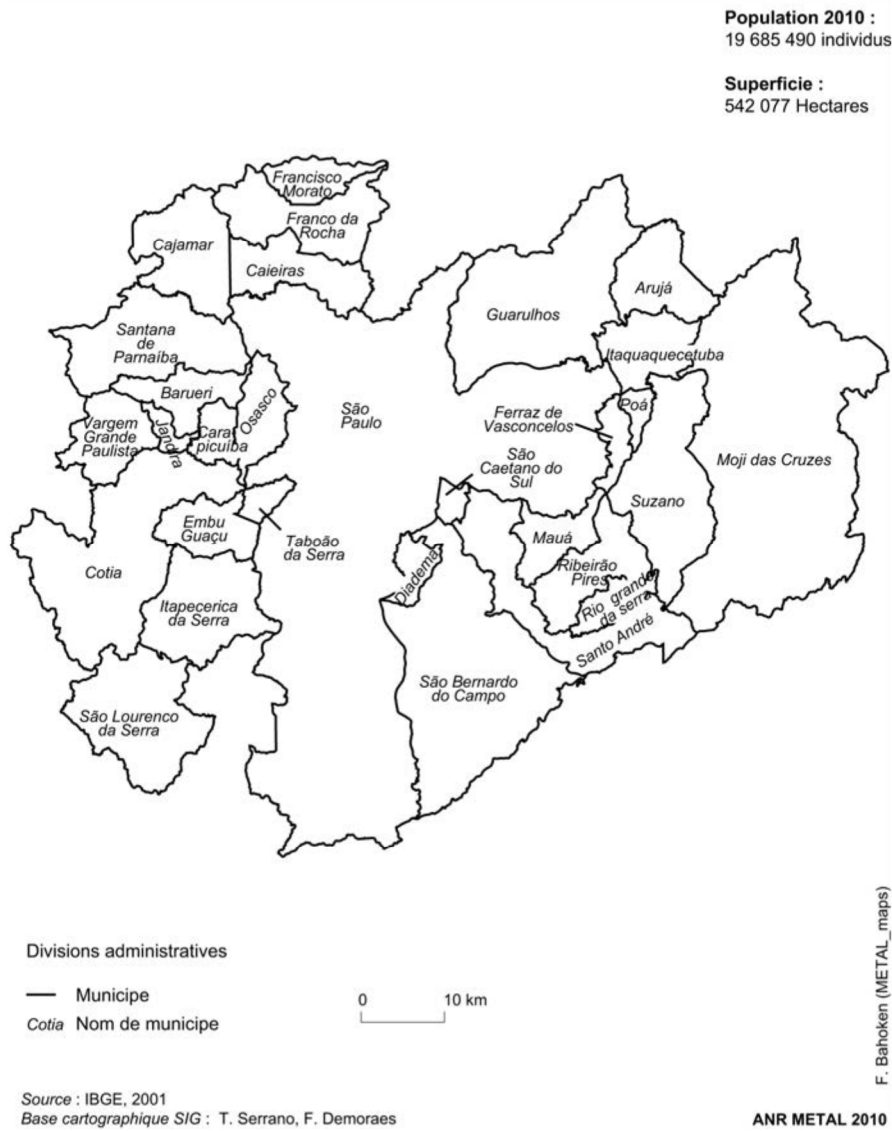 Population 2010 :
19 685 490 individus
Superficie :
542 077 Hectares
Francisco
Morato
Franco da
Rocha
Cajamar
Caieiras
Arujá
Guarulhos
Santana
de
Parnaíba
Itaquaquecetuba
Barueri
Osasco
São
Paulo
Ferraz de
Vasconcelos
Poá
Vargem
Grande
Paulista
Jandira
Cara-
picuíba
São
Caetano do
Sul
Moji das Cruzes
Suzano
Embu
Guaçu
Taboão
da Serra
Mauá
Cotia
Diadema
Ribeirão
Pires
Rio grande
da serra
Itapecerica
da Serra
Santo André
São Bernardo
do Campo
São Lourenco
da Serra
Divisions administratives
Municipe
Cotia Nom de municipe
0 10 km
F. Bahoken (METAL_maps)
Source : IBGE, 2001
Base cartographique SIG : T. Serrano, F. Demoraes
ANR METAL 2010